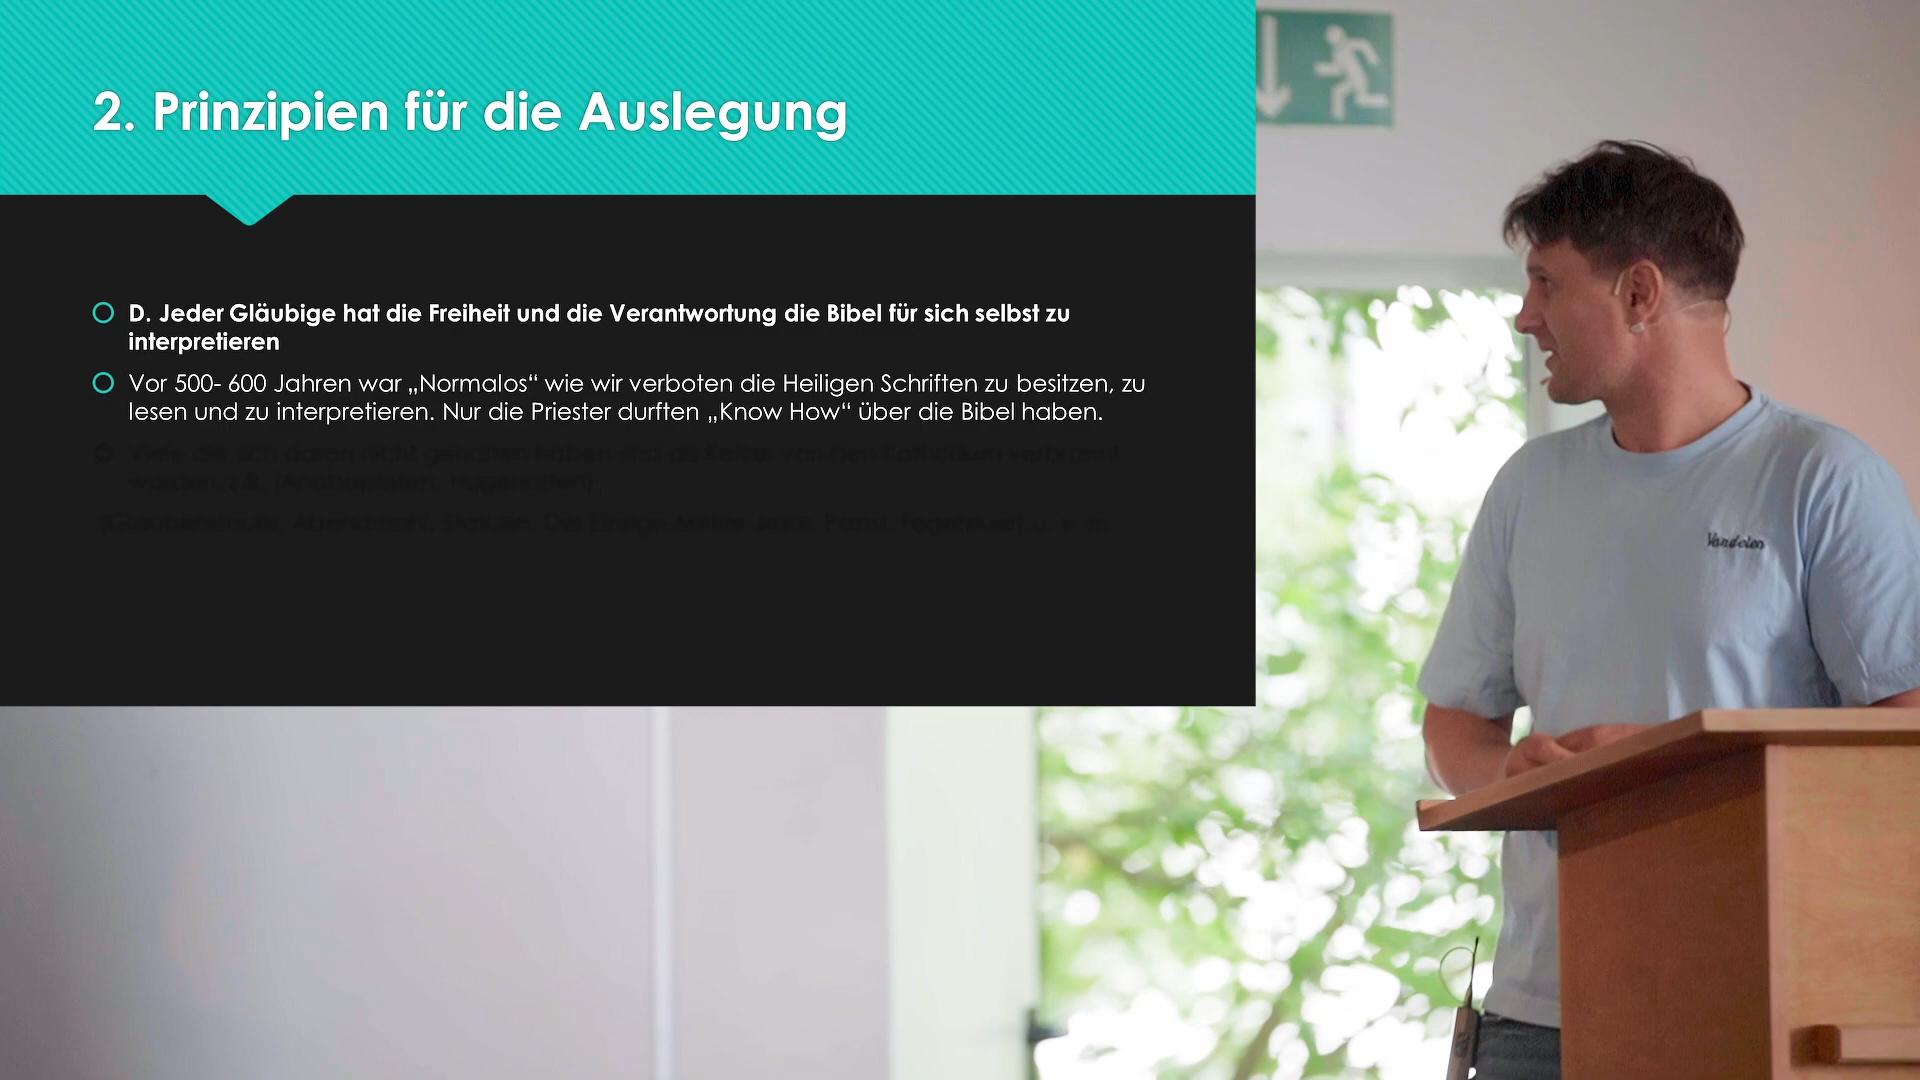 2. Prinzipien für die Auslegung
D. Jeder Gläubige hat die Freiheit und die Verantwortung die Bibel für sich selbst zu
interpretieren
Vor 500- 600 Jahren war „Normalos“ wie wir verboten die Heiligen Schriften zu besitzen, zu
lesen und zu interpretieren. Nur die Priester durften „Know How“ über die Bibel haben.